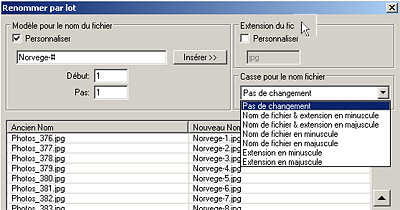 Renommer par lot
Modèle pour le nom du fichier
Personnaliser
Norvege-#
Insérer >>
Début: 1
Pas: 1
Extension du fic
Personnaliser
jpg
Casse pour le nom fichier
Pas de changement
Pas de changement
Nom de fichier & extension en minuscule
Nom de fichier & extension en majuscule
Nom de fichier en minuscule
Nom de fichier en majuscule
Extension en minuscule
Extension en majuscule
Ancien Nom Nouveau No
Photos_376.jpg Norvege-1.jpg
Photos_377.jpg Norvege-2.jpg
Photos_378.jpg Norvege-3.jpg
Photos_379.jpg Norvege-4.jpg
Photos_380.jpg Norvege-5.jpg
Photos_381.jpg Norvege-6.jpg
Photos_382.jpg Norvege-7.jpg
Photos_383.jpg Norvege-8.jpg